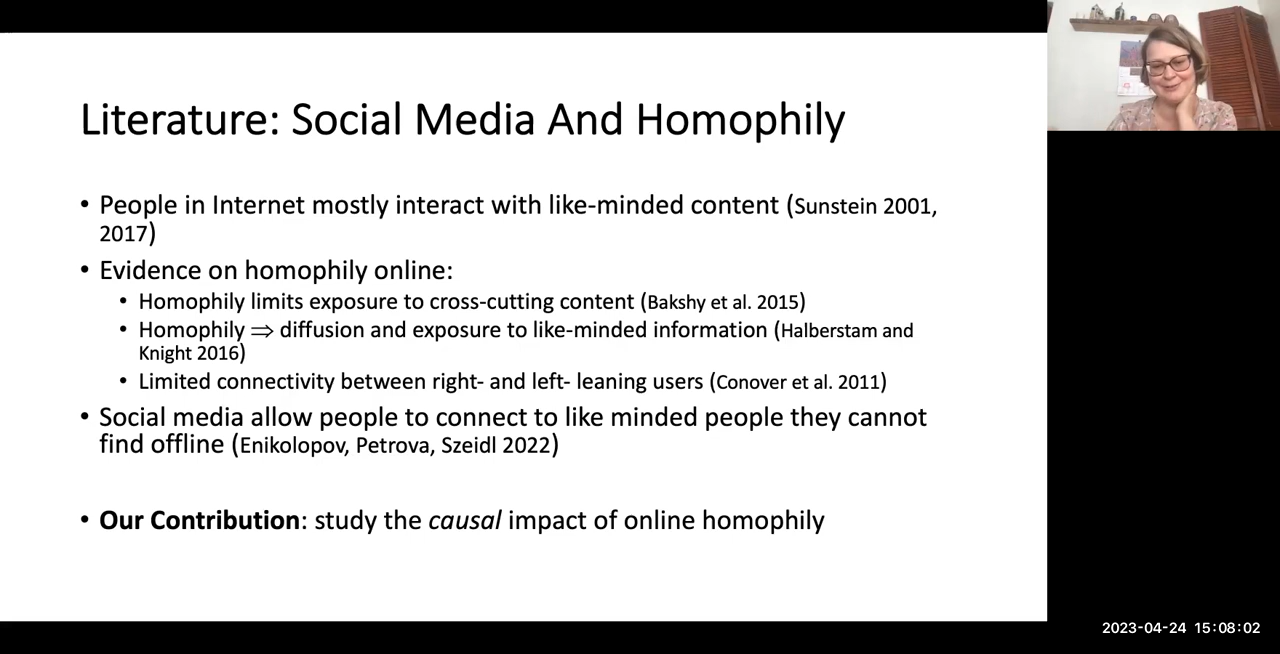 Literature: Social Media And Homophily
• People in Internet mostly interact with like-minded content (Sunstein 2001,
2017)
• Evidence on homophily online:
• Homophily limits exposure to cross-cutting content (Bakshy et al. 2015)
• Homophily ⇒ diffusion and exposure to like-minded information (Halberstam and
Knight 2016)
• Limited connectivity between right- and left- leaning users (Conover et al. 2011)
• Social media allow people to connect to like minded people they cannot
find offline (Enikolopov, Petrova, Szeidl 2022)
• Our Contribution: study the causal impact of online homophily
2023-04-24 15:08:02